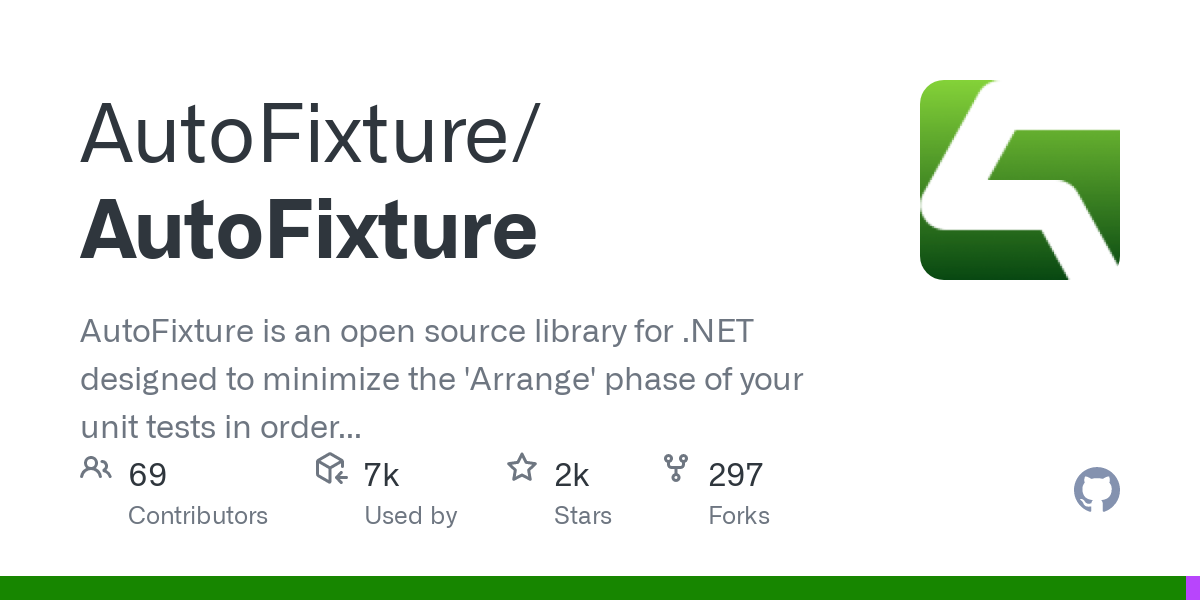 AutoFixture/
AutoFixture
AutoFixture is an open source library for .NET
designed to minimize the 'Arrange' phase of your
unit tests in order...
69 7k 2k 297
Contributors Used by Stars Forks